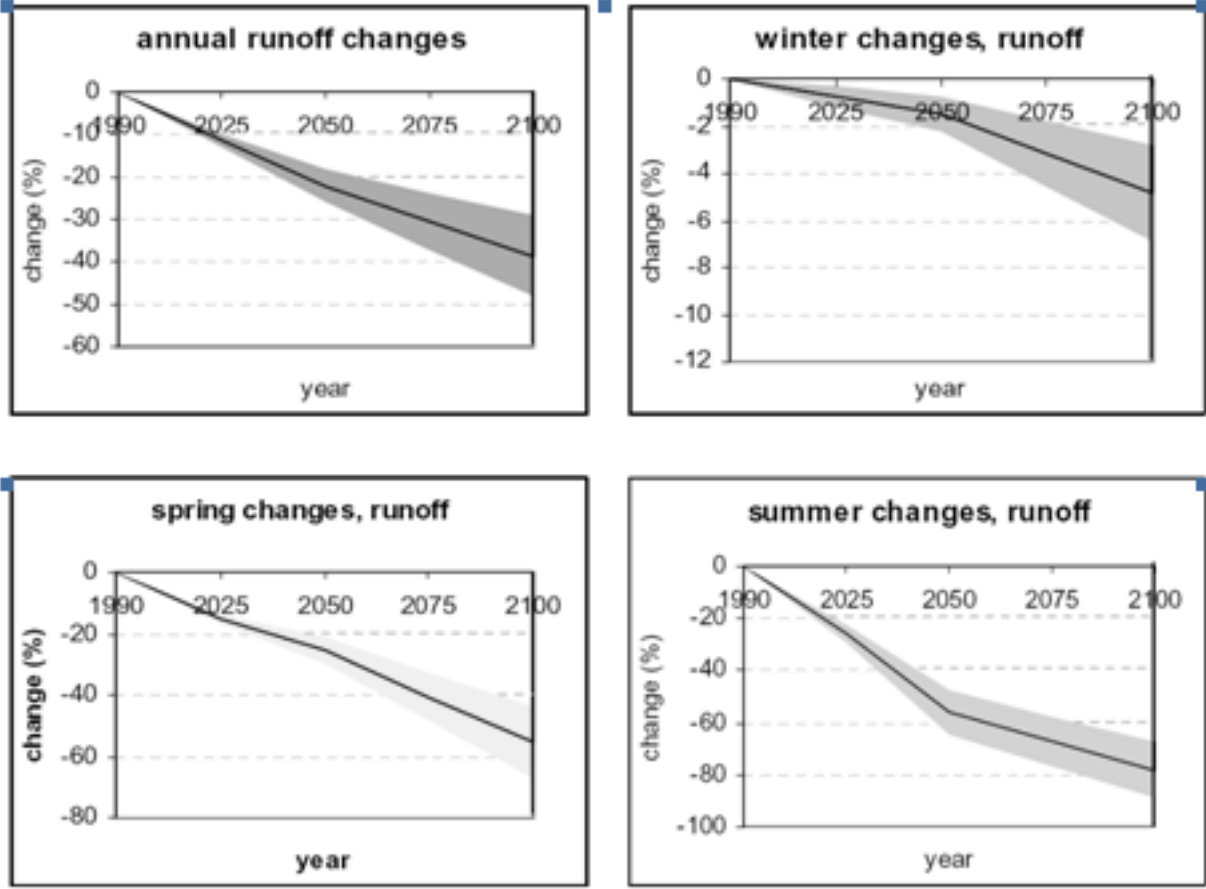 annual runoff changes
0
1990 2025 2050 2075 2100
-10
-20
-30
-40
-50
-60
change (%)
year
winter changes, runoff
0
1990 2025 2050 2075 2100
-2
-4
-6
-8
-10
-12
change (%)
year
spring changes, runoff
0
1990 2025 2050 2075 2100
-20
-40
-60
-80
change (%)
year
summer changes, runoff
0
1990 2025 2050 2075 2100
-20
-40
-60
-80
-100
change (%)
year